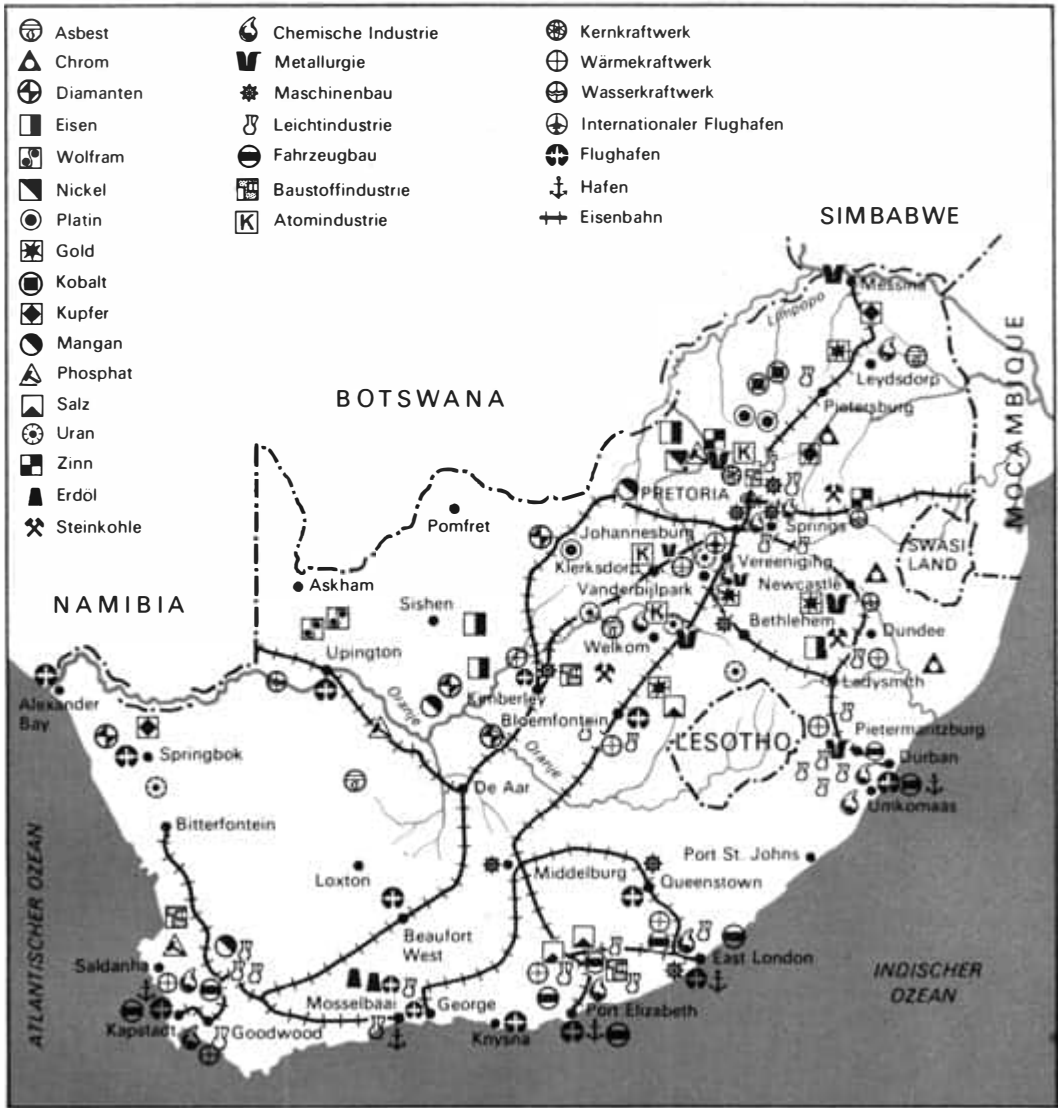 Asbest
Chrom
Diamanten
Eisen
Wolfram
Nickel
Platin
Gold
Kobalt
Kupfer
Mangan
Phosphat
Salz
Uran
Zinn
Erdöl
Steinkohle
Chemische Industrie
Metallurgie
Maschinenbau
Leichtindustrie
Fahrzeugbau
Baustoffindustrie
K Atomindustrie
Kernkraftwerk
Wärmekraftwerk
Wasserkraftwerk
Internationaler Flughafen
Flughafen
Hafen
Eisenbahn
SIMBABWE
Messina
Limpopo
MOCAMBIQUE
Leydsdorp
BOTSWANA
Pietersburg
K
PRETORIA
Pomfret
Johannesburg
Springs
SWASI
LAND
Askham
K
Klerksdorp
Vereeniging
Vanderbijlpark
Newcastle
NAMIBIA
Sishen
K
Bethlehem
Dundee
Upington
Welkom
Ladysmith
Oranje
Kimberley
Alexander
Bay
Bloemfontein
Oranje
LESOTHO
Pietermaritzburg
Springbok
Durban
De Aar
Umkomaas
Bitterfontein
Port St. Johns
Loxton
Middelburg
Queenstown
Beaufort
West
ATLANTISCHER OZEAN
Saldanha
East London
INDISCHER
OZEAN
Mosselbaai
George
Port Elizabeth
Kapstadt
Goodwood
Knysna